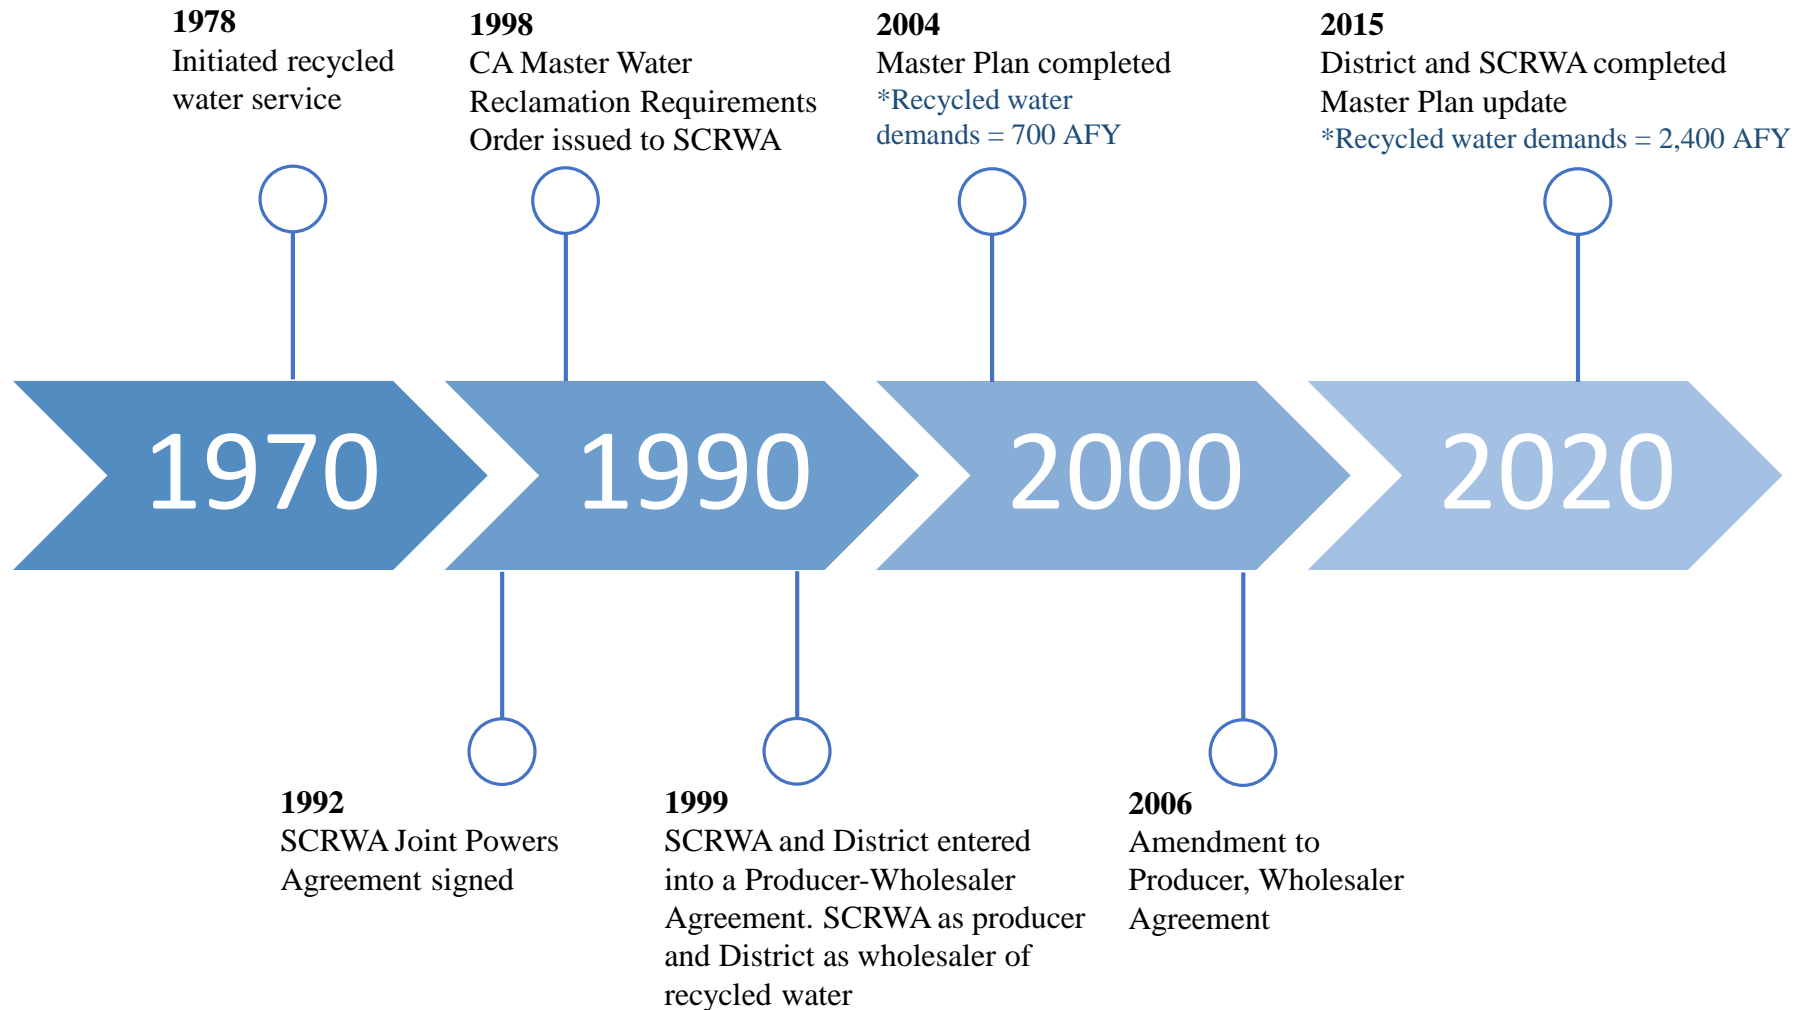 1978
Initiated recycled
water service
1998
CA Master Water
Reclamation Requirements
Order issued to SCRWA
2004
Master Plan completed
*Recycled water
demands = 700 AFY
2015
District and SCRWA completed
Master Plan update
*Recycled water demands = 2,400 AFY
1970
1990
2000
2020
1992
SCRWA Joint Powers
Agreement signed
1999
SCRWA and District entered
into a Producer-Wholesaler
Agreement. SCRWA as producer
and District as wholesaler of
recycled water
2006
Amendment to
Producer, Wholesaler
Agreement